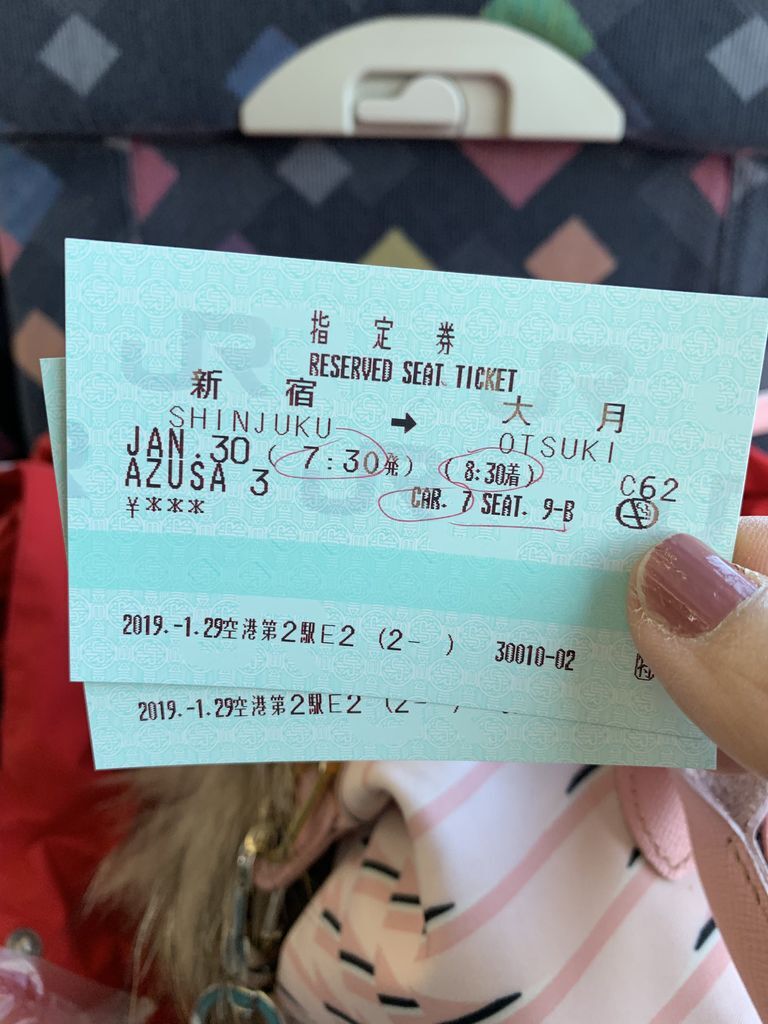 指定券
RESERVED SEAT TICKET
新宿 → 大月
SHINJUKU OTSUKI
JAN.30 ( 7:30発) (8:30着) C62
AZUSA 3 CAR. 7 SEAT. 9-B
¥***
2019.-1.29空港第2駅E2 (2- ) 30010-02
2019.-1.29空港第2駅E2 (2-